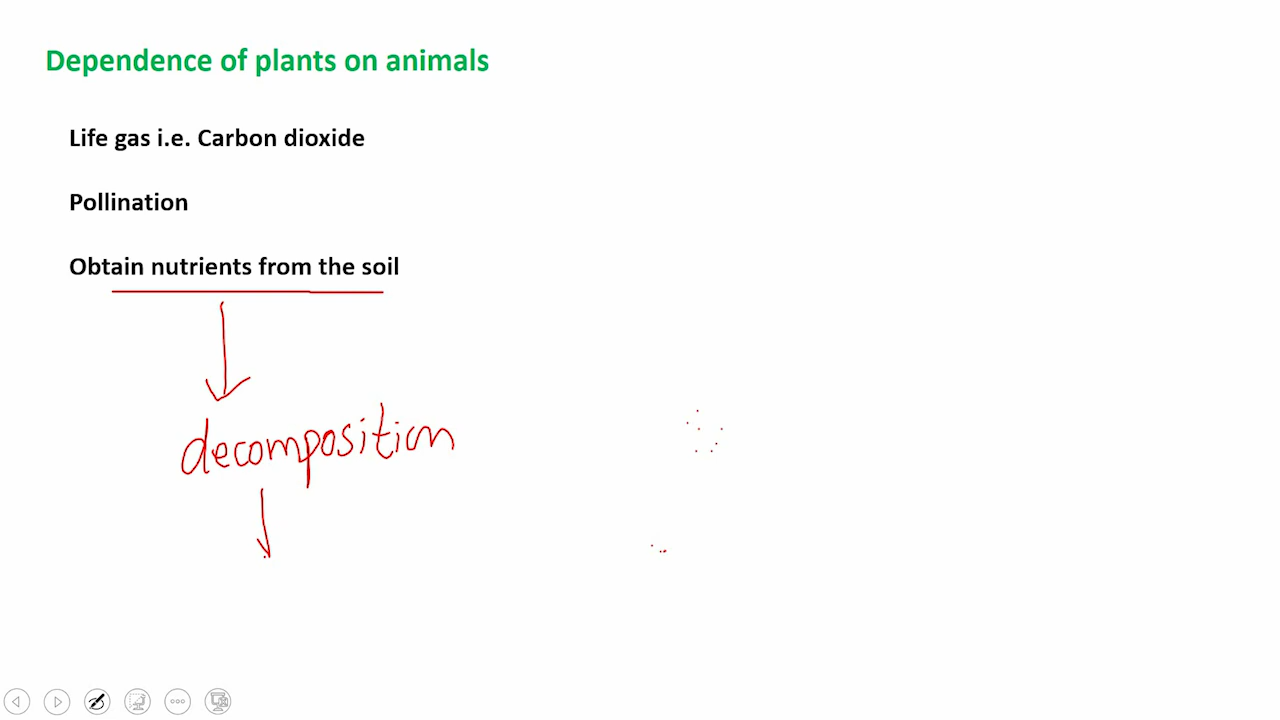 Dependence of plants on animals
Life gas i.e. Carbon dioxide
Pollination
Obtain nutrients from the soil
decomposition